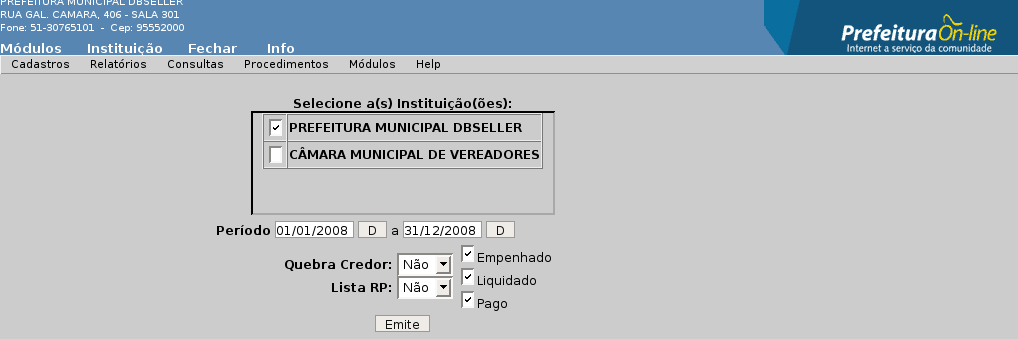 PREFEITURA MUNICIPAL DBSELLER
RUA GAL. CAMARA, 406 - SALA 301
Fone: 51-30765101 - Cep: 95552000
Prefeitura On-line
Internet a serviço da comunidade
Módulos Instituição Fechar Info
Cadastros Relatórios Consultas Procedimentos Módulos Help
Selecione a(s) Instituição(ões):
PREFEITURA MUNICIPAL DBSELLER
CÂMARA MUNICIPAL DE VEREADORES
Período 01/01/2008 D a 31/12/2008 D
Empenhado
Quebra Credor: Não
Liquidado
Lista RP: Não
Pago
Emite